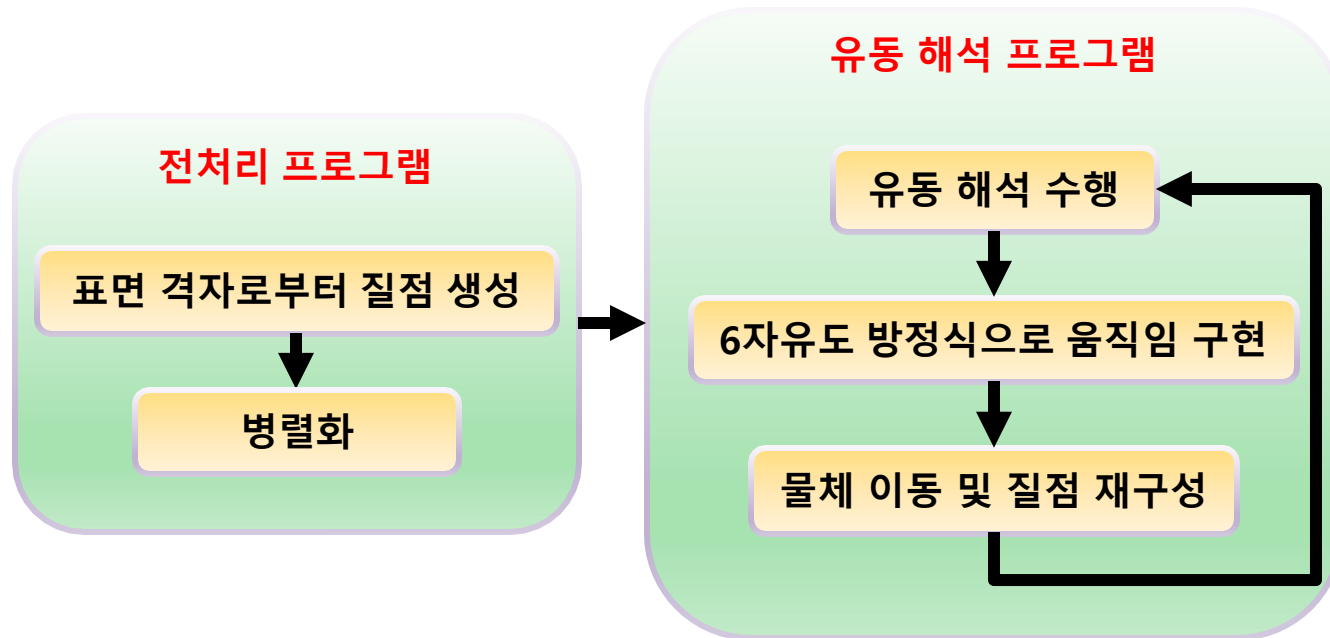 전처리 프로그램
표면 격자로부터 질점 생성
병렬화
유동 해석 프로그램
유동 해석 수행
6자유도 방정식으로 움직임 구현
물체 이동 및 질점 재구성